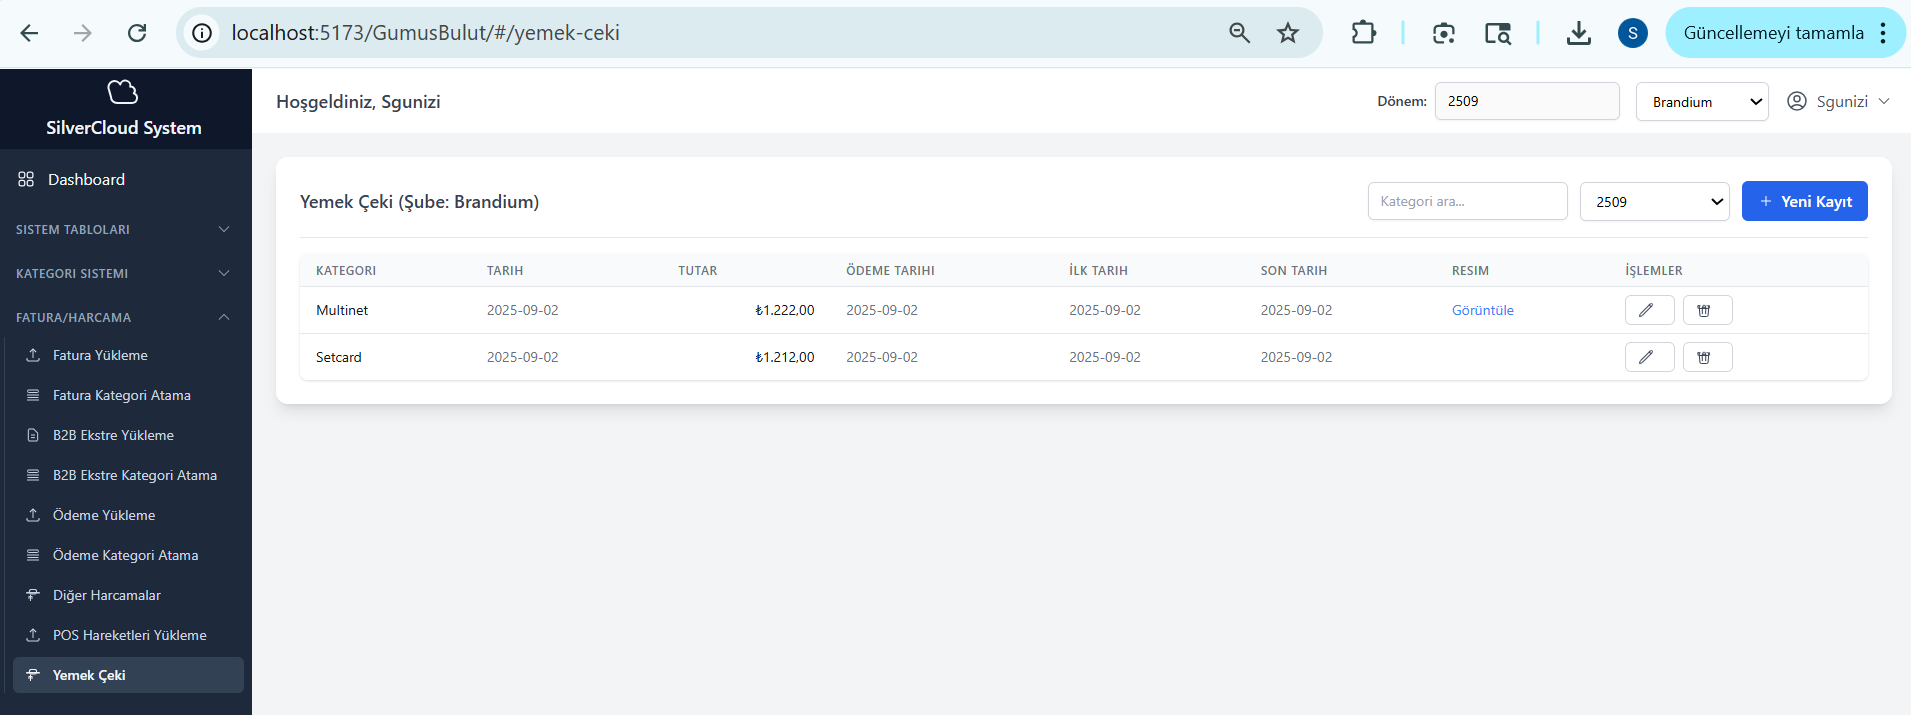 localhost:5173/GumusBulut/#/yemek-ceki
S
Güncellemeyi tamamla
SilverCloud System
Hoşgeldiniz, Sgunizi
Dönem:
2509
Brandium
Sgunizi
Dashboard
SISTEM TABLOLARI
KATEGORI SISTEMI
FATURA/HARCAMA
Fatura Yükleme
Fatura Kategori Atama
B2B Ekstre Yükleme
B2B Ekstre Kategori Atama
Ödeme Yükleme
Ödeme Kategori Atama
Diğer Harcamalar
POS Hareketleri Yükleme
Yemek Çeki
Yemek Çeki (Şube: Brandium)
Kategori ara...
2509
+ Yeni Kayıt
KATEGORI TARIH TUTAR ÖDEME TARIHI İLK TARIH SON TARIH RESIM İŞLEMLER
Multinet 2025-09-02 ₺1.222,00 2025-09-02 2025-09-02 2025-09-02 Görüntüle
Setcard 2025-09-02 ₺1.212,00 2025-09-02 2025-09-02 2025-09-02